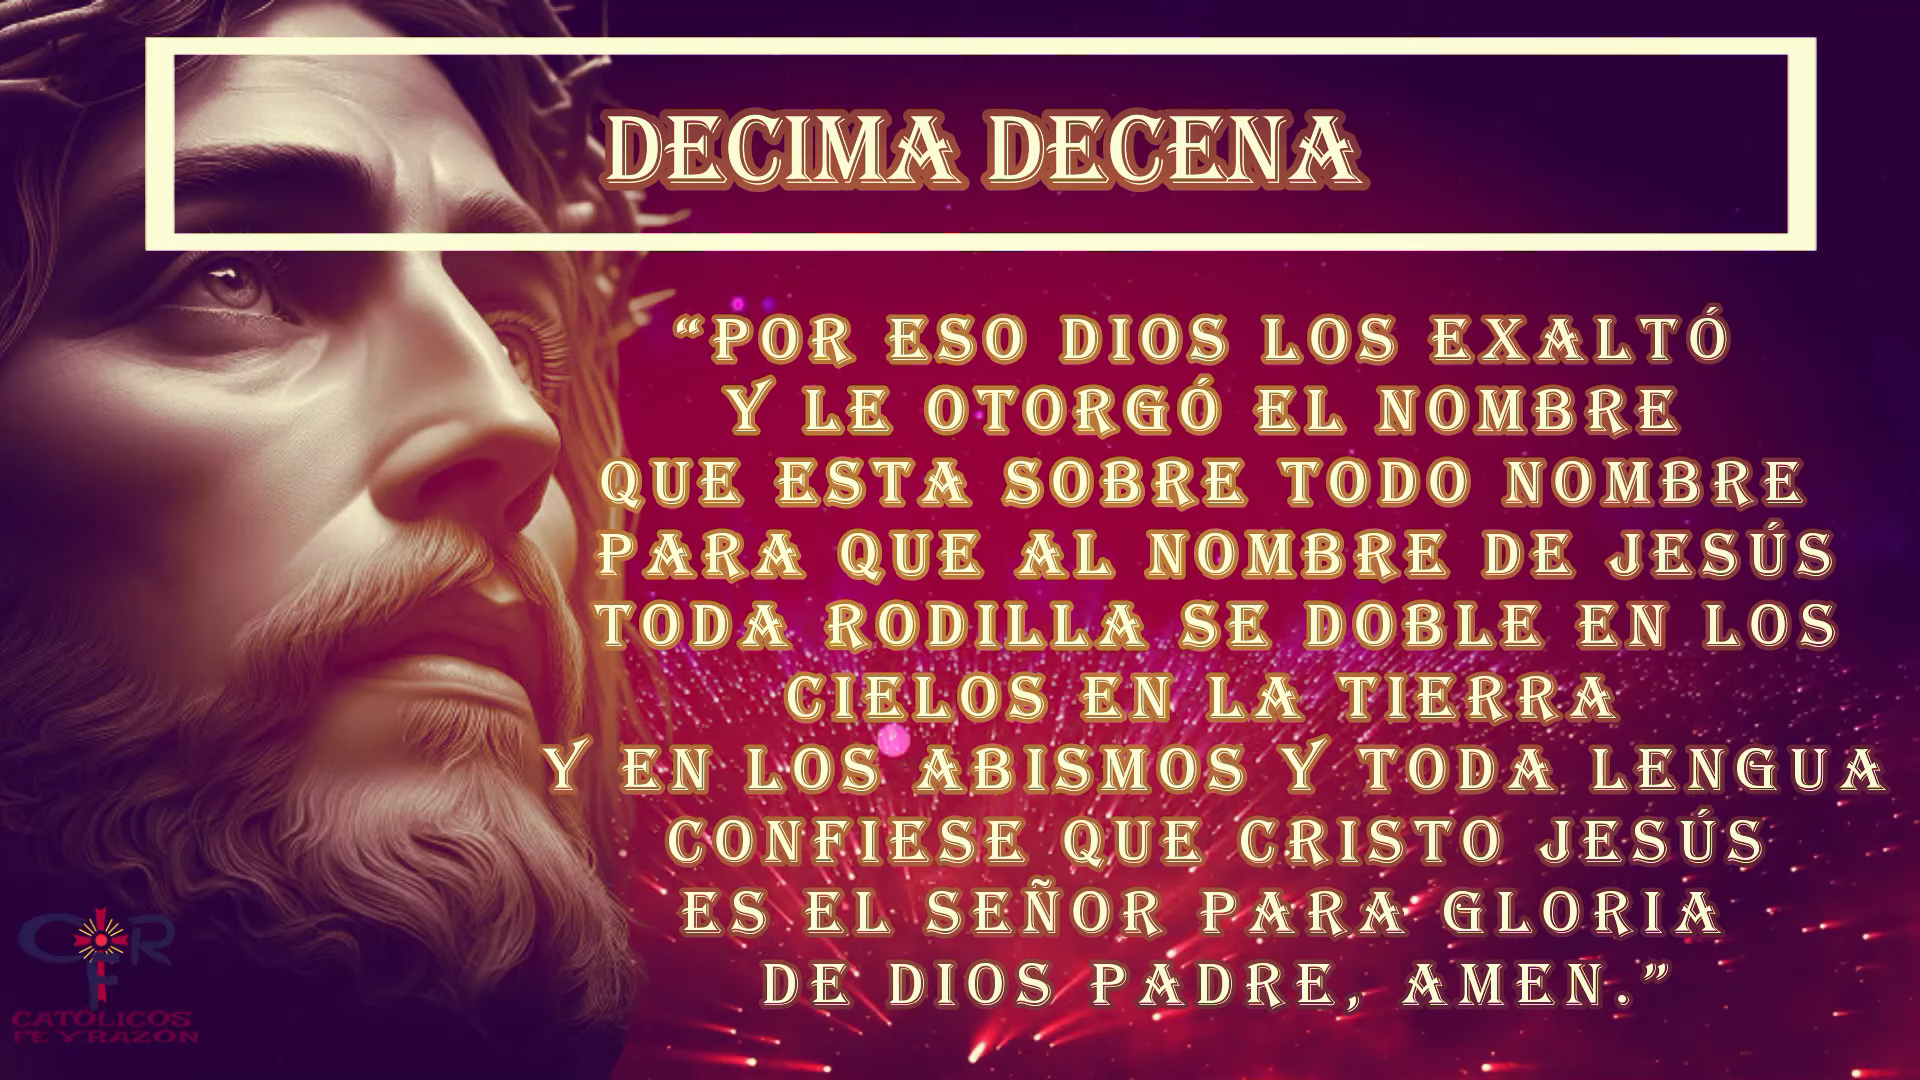 DECIMA DECENA
“POR ESO DIOS LOS EXALTÓ
Y LE OTORGÓ EL NOMBRE
QUE ESTA SOBRE TODO NOMBRE
PARA QUE AL NOMBRE DE JESÚS
TODA RODILLA SE DOBLE EN LOS
CIELOS EN LA TIERRA
Y EN LOS ABISMOS Y TODA LENGUA
CONFIESE QUE CRISTO JESÚS
ES EL SEÑOR PARA GLORIA
DE DIOS PADRE, AMEN.”
C R
F
CATÓLICOS
FE Y RAZÓN